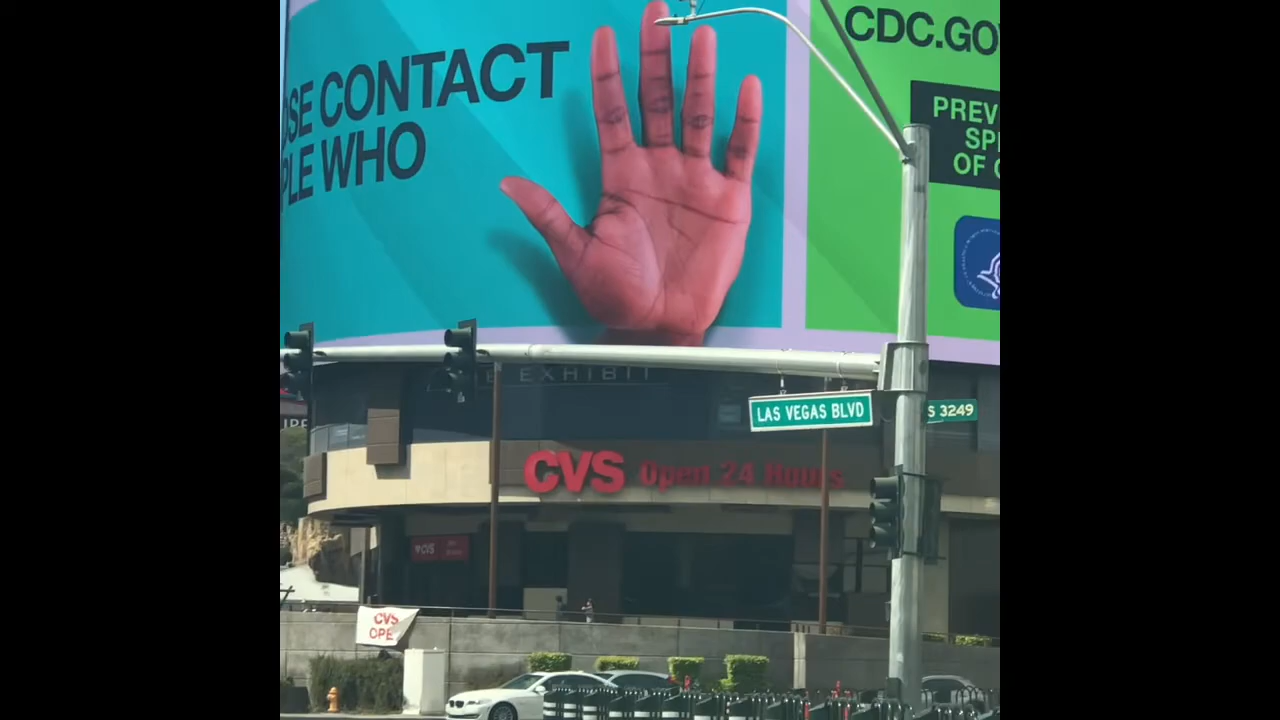 OSE CONTACT
PLE WHO
CDC.GO
PREV
SP
OF
E EXHIBIT
LAS VEGAS BLVD
S 3249
CVS Open 24 Hours
CVS
CVS
OPE